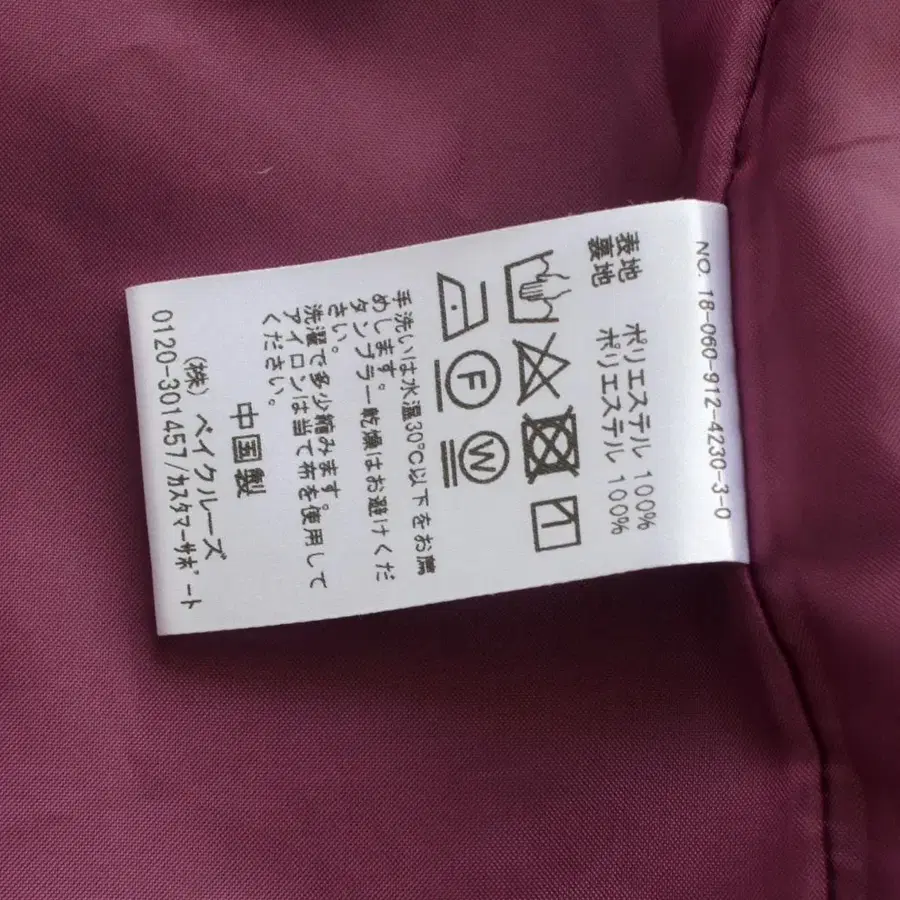 NO. 18-060-912-4230-3-0
表地 ポリエステル 100%
裏地 ポリエステル 100%
F
W
手洗いは水温30℃以下をお薦
めします。
タンブラー乾燥はお避けくだ
さい。
洗濯で多少縮みます。
アイロンは当て布を使用して
ください。
中国製
(株) ベイクルーズ
0120-301457/カスタマーサポート